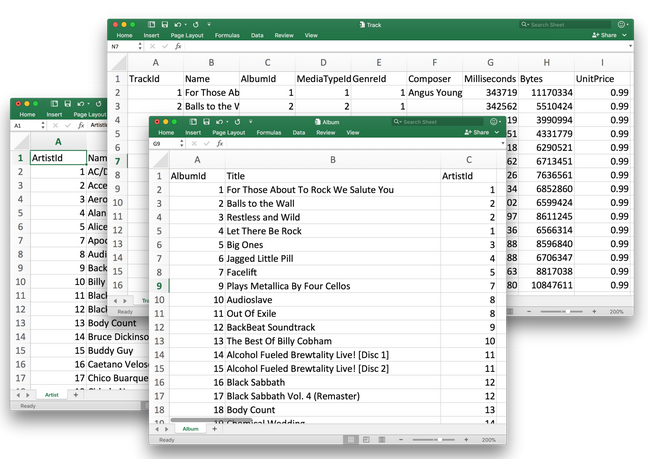 Track
Search Sheet
Home Insert Page Layout Formulas Data Review View Share
N7 fx
A B C D E F G H I
1 TrackId Name AlbumId MediaTypeId GenreId Composer Milliseconds Bytes UnitPrice
2 1 For Those Ab 1 1 1 Angus Young 343719 11170334 0.99
3 2 Balls to the V 2 2 1 342562 5510424 0.99
4 19 3990994 0.99
5 51 4331779 0.99
6 18 6290521 0.99
7 62 6713451 0.99
8 61 7636561 0.99
9 34 6852860 0.99
10 02 6599424 0.99
11 97 8611245 0.99
12 36 6566314 0.99
13 88 8596840 0.99
14 88 6706347 0.99
15 63 8817038 0.99
16 80 10847611 0.99
Ready 200%
Home Insert Page Layout
A1 fx Artist
A
1 ArtistId Nam
2 1 AC/D
3 2 Acce
4 3 Aero
5 4 Alan
6 5 Alice
7 6 Apoc
8 7 Audi
9 8 Back
10 10 Billy
11 11 Black
12 12 Black
13 13 Body Count
14 14 Bruce Dickinso
15 15 Buddy Guy
16 16 Caetano Veloso
17 17 Chico Buarque
Artist
Ready
Album
Search Sheet
Home Insert Page Layout Formulas Data Review View Share
G9 fx
A B C
1 AlbumId Title ArtistId
2 1 For Those About To Rock We Salute You 1
3 2 Balls to the Wall 2
4 3 Restless and Wild 2
5 4 Let There Be Rock 1
6 5 Big Ones 3
7 6 Jagged Little Pill 4
8 7 Facelift 5
9 9 Plays Metallica By Four Cellos 7
10 10 Audioslave 8
11 11 Out Of Exile 8
12 12 BackBeat Soundtrack 9
13 13 The Best Of Billy Cobham 10
14 14 Alcohol Fueled Brewtality Live! [Disc 1] 11
15 15 Alcohol Fueled Brewtality Live! [Disc 2] 11
16 16 Black Sabbath 12
17 17 Black Sabbath Vol. 4 (Remaster) 12
18 18 Body Count 13
19 19 Chemical Wedding 14
Album
Ready 200%